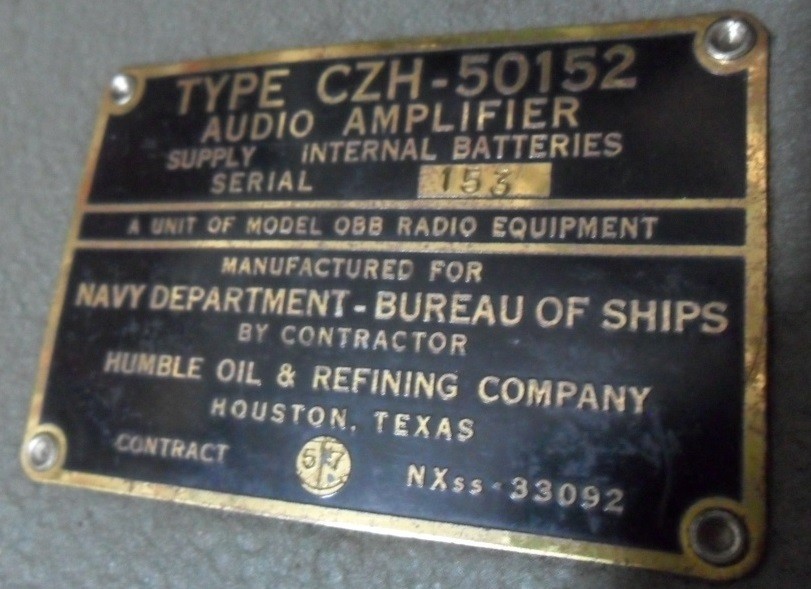 TYPE CZH-50152
AUDIO AMPLIFIER
SUPPLY INTERNAL BATTERIES
SERIAL 153
A UNIT OF MODEL OBB RADIO EQUIPMENT
MANUFACTURED FOR
NAVY DEPARTMENT-BUREAU OF SHIPS
BY CONTRACTOR
HUMBLE OIL & REFINING COMPANY
HOUSTON, TEXAS
CONTRACT 57 NXss-33092